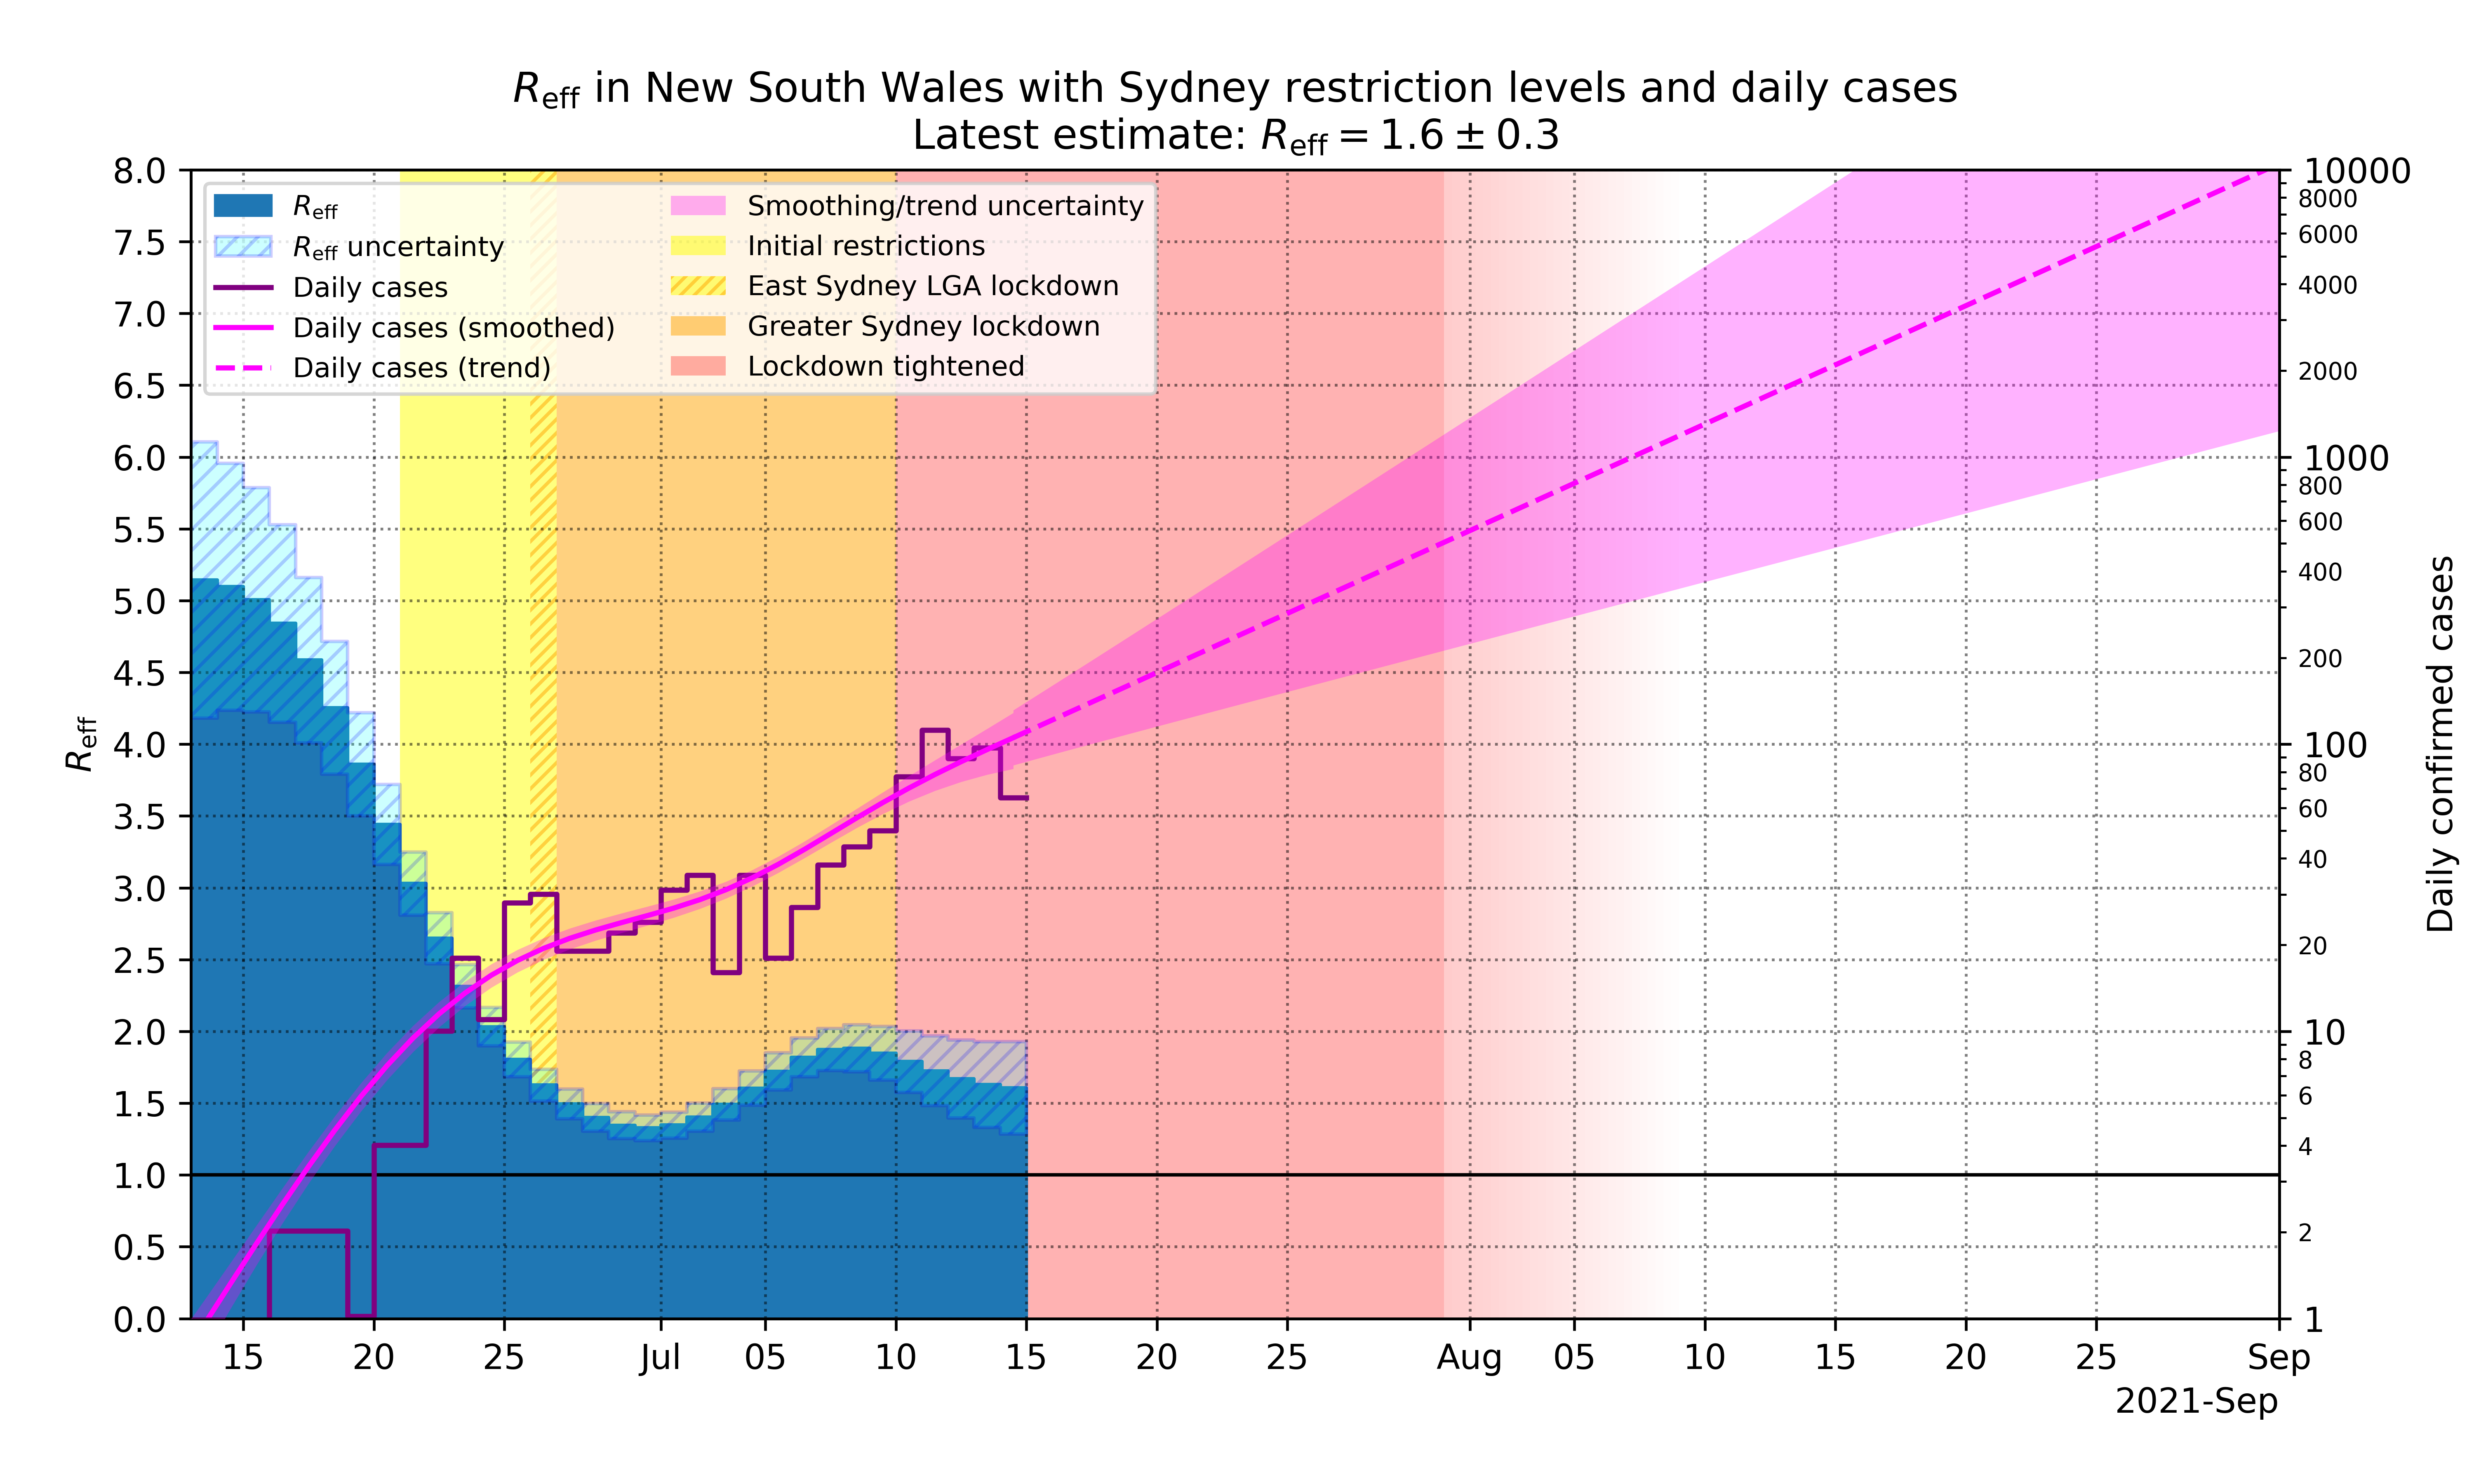 R_eff in New South Wales with Sydney restriction levels and daily cases
Latest estimate: R_eff = 1.6 ± 0.3
R_eff
R_eff uncertainty
Daily cases
Daily cases (smoothed)
Daily cases (trend)
Smoothing/trend uncertainty
Initial restrictions
East Sydney LGA lockdown
Greater Sydney lockdown
Lockdown tightened
R_eff
8.0
7.5
7.0
6.5
6.0
5.5
5.0
4.5
4.0
3.5
3.0
2.5
2.0
1.5
1.0
0.5
0.0
10000
8000
6000
4000
2000
1000
800
600
400
200
100
80
60
40
20
10
8
6
4
2
1
Daily confirmed cases
15 20 25 Jul 05 10 15 20 25 Aug 05 10 15 20 25 Sep
2021-Sep